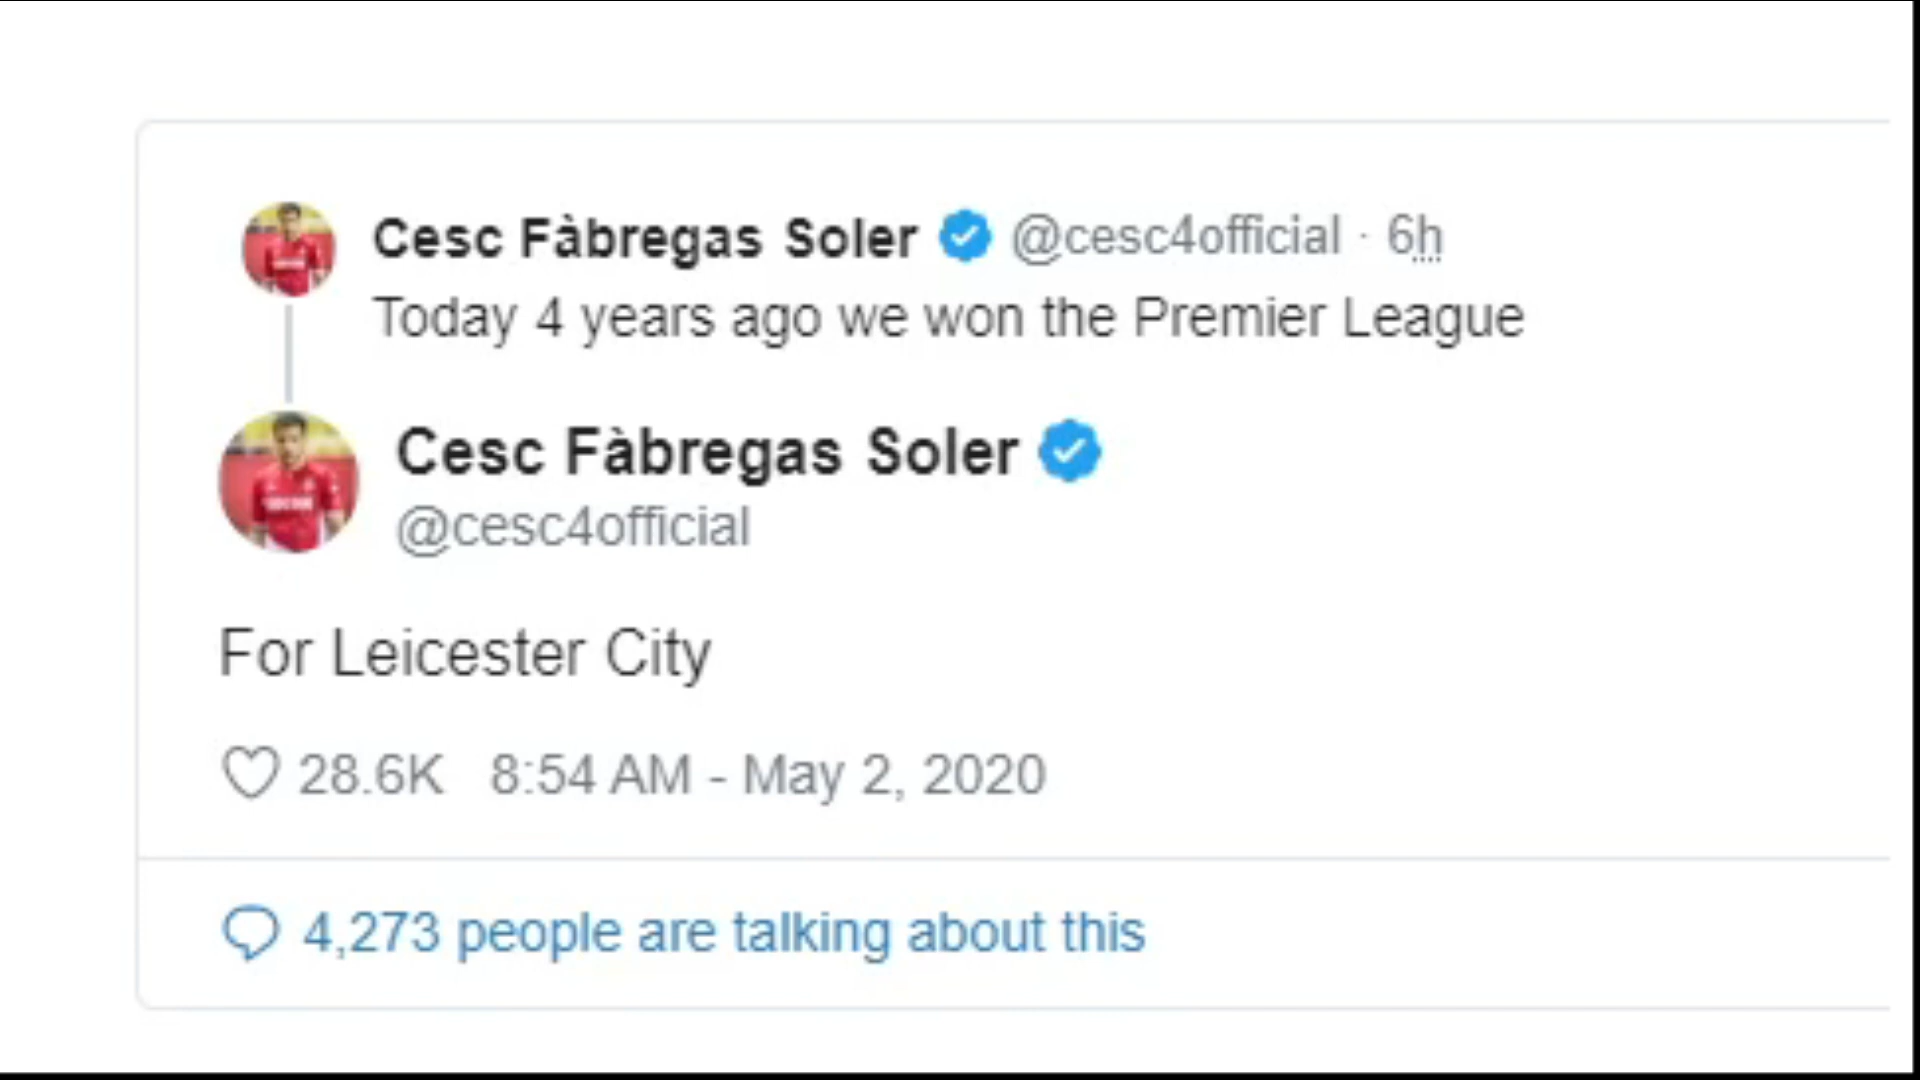 Cesc Fàbregas Soler @cesc4official · 6h
Today 4 years ago we won the Premier League
Cesc Fàbregas Soler
@cesc4official
For Leicester City
28.6K 8:54 AM - May 2, 2020
4,273 people are talking about this